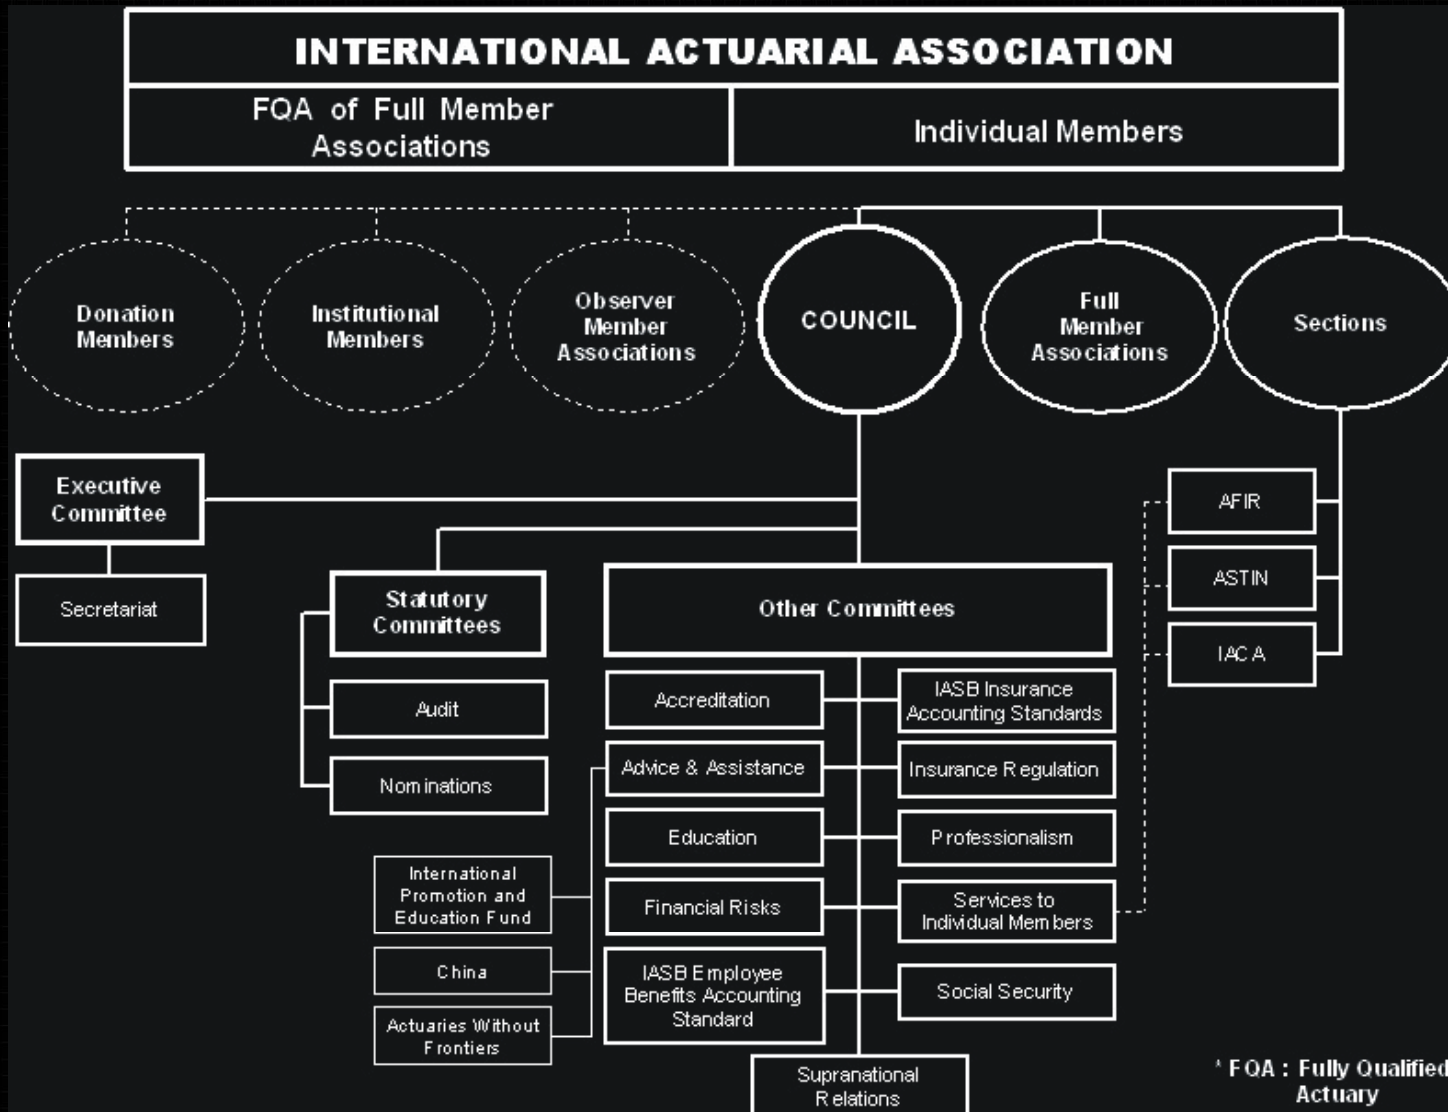 INTERNATIONAL ACTUARIAL ASSOCIATION
FQA of Full Member
Associations
Individual Members
Donation
Members
Institutional
Members
Observer
Member
Associations
COUNCIL
Full
Member
Associations
Sections
Executive
Committee
Secretariat
Statutory
Committees
Audit
Nominations
Other Committees
Accreditation
IASB Insurance
Accounting Standards
Advice & Assistance
Insurance Regulation
Education
Professionalism
Financial Risks
Services to
Individual Members
IASB Employee
Benefits Accounting
Standard
Social Security
Supranational
Relations
International
Promotion and
Education Fund
China
Actuaries Without
Frontiers
AFIR
ASTIN
IACA
* FQA : Fully Qualified
Actuary